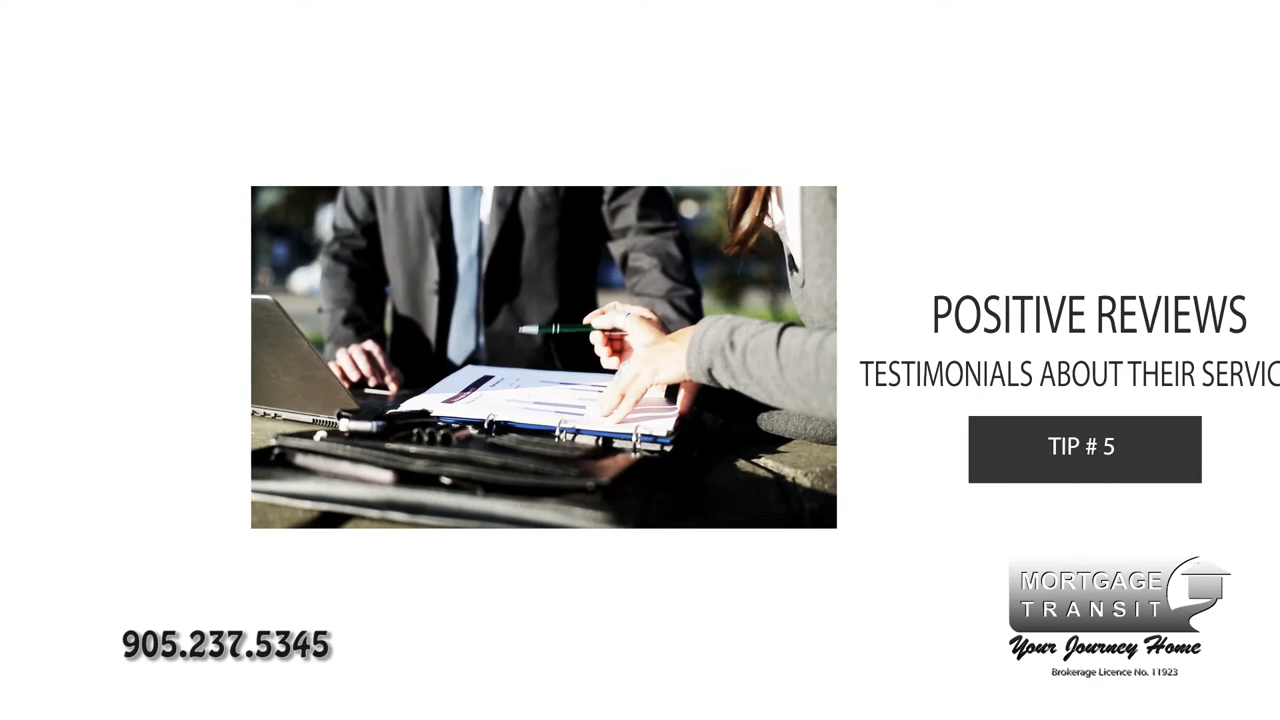 POSITIVE REVIEWS
TESTIMONIALS ABOUT THEIR
TIP # 5
MORTGAGE
TRANSIT
Your Journey Home
Brokerage Licence No. 11923
905.237.5345